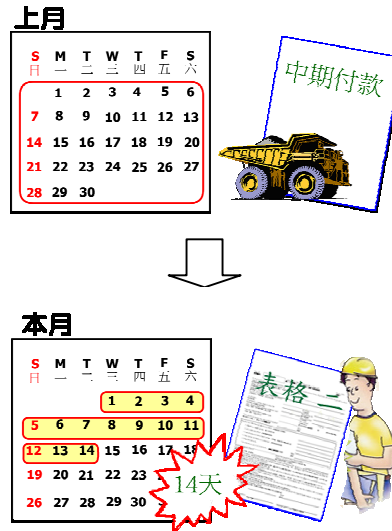 上月
S M T W T F S
日 一 二 三 四 五 六
1 2 3 4 5 6
7 8 9 10 11 12 13
14 15 16 17 18 19 20
21 22 23 24 25 26 27
28 29 30
中期付款
本月
S M T W T F S
日 一 二 三 四 五 六
1 2 3 4
5 6 7 8 9 10 11
12 13 14 15 16 17 18
19 20 21 22 23
26 27 28 29 30
14天
表格二